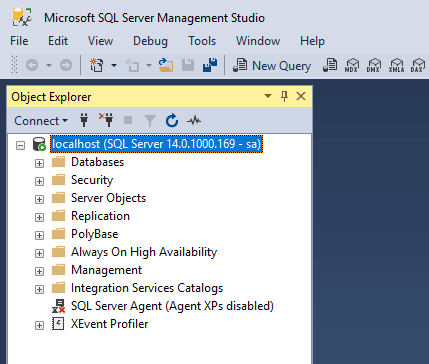 Microsoft SQL Server Management Studio
File Edit View Debug Tools Window Help
New Query MDX DMX XMLA DAX
Object Explorer
Connect
localhost (SQL Server 14.0.1000.169 - sa)
Databases
Security
Server Objects
Replication
PolyBase
Always On High Availability
Management
Integration Services Catalogs
SQL Server Agent (Agent XPs disabled)
XEvent Profiler